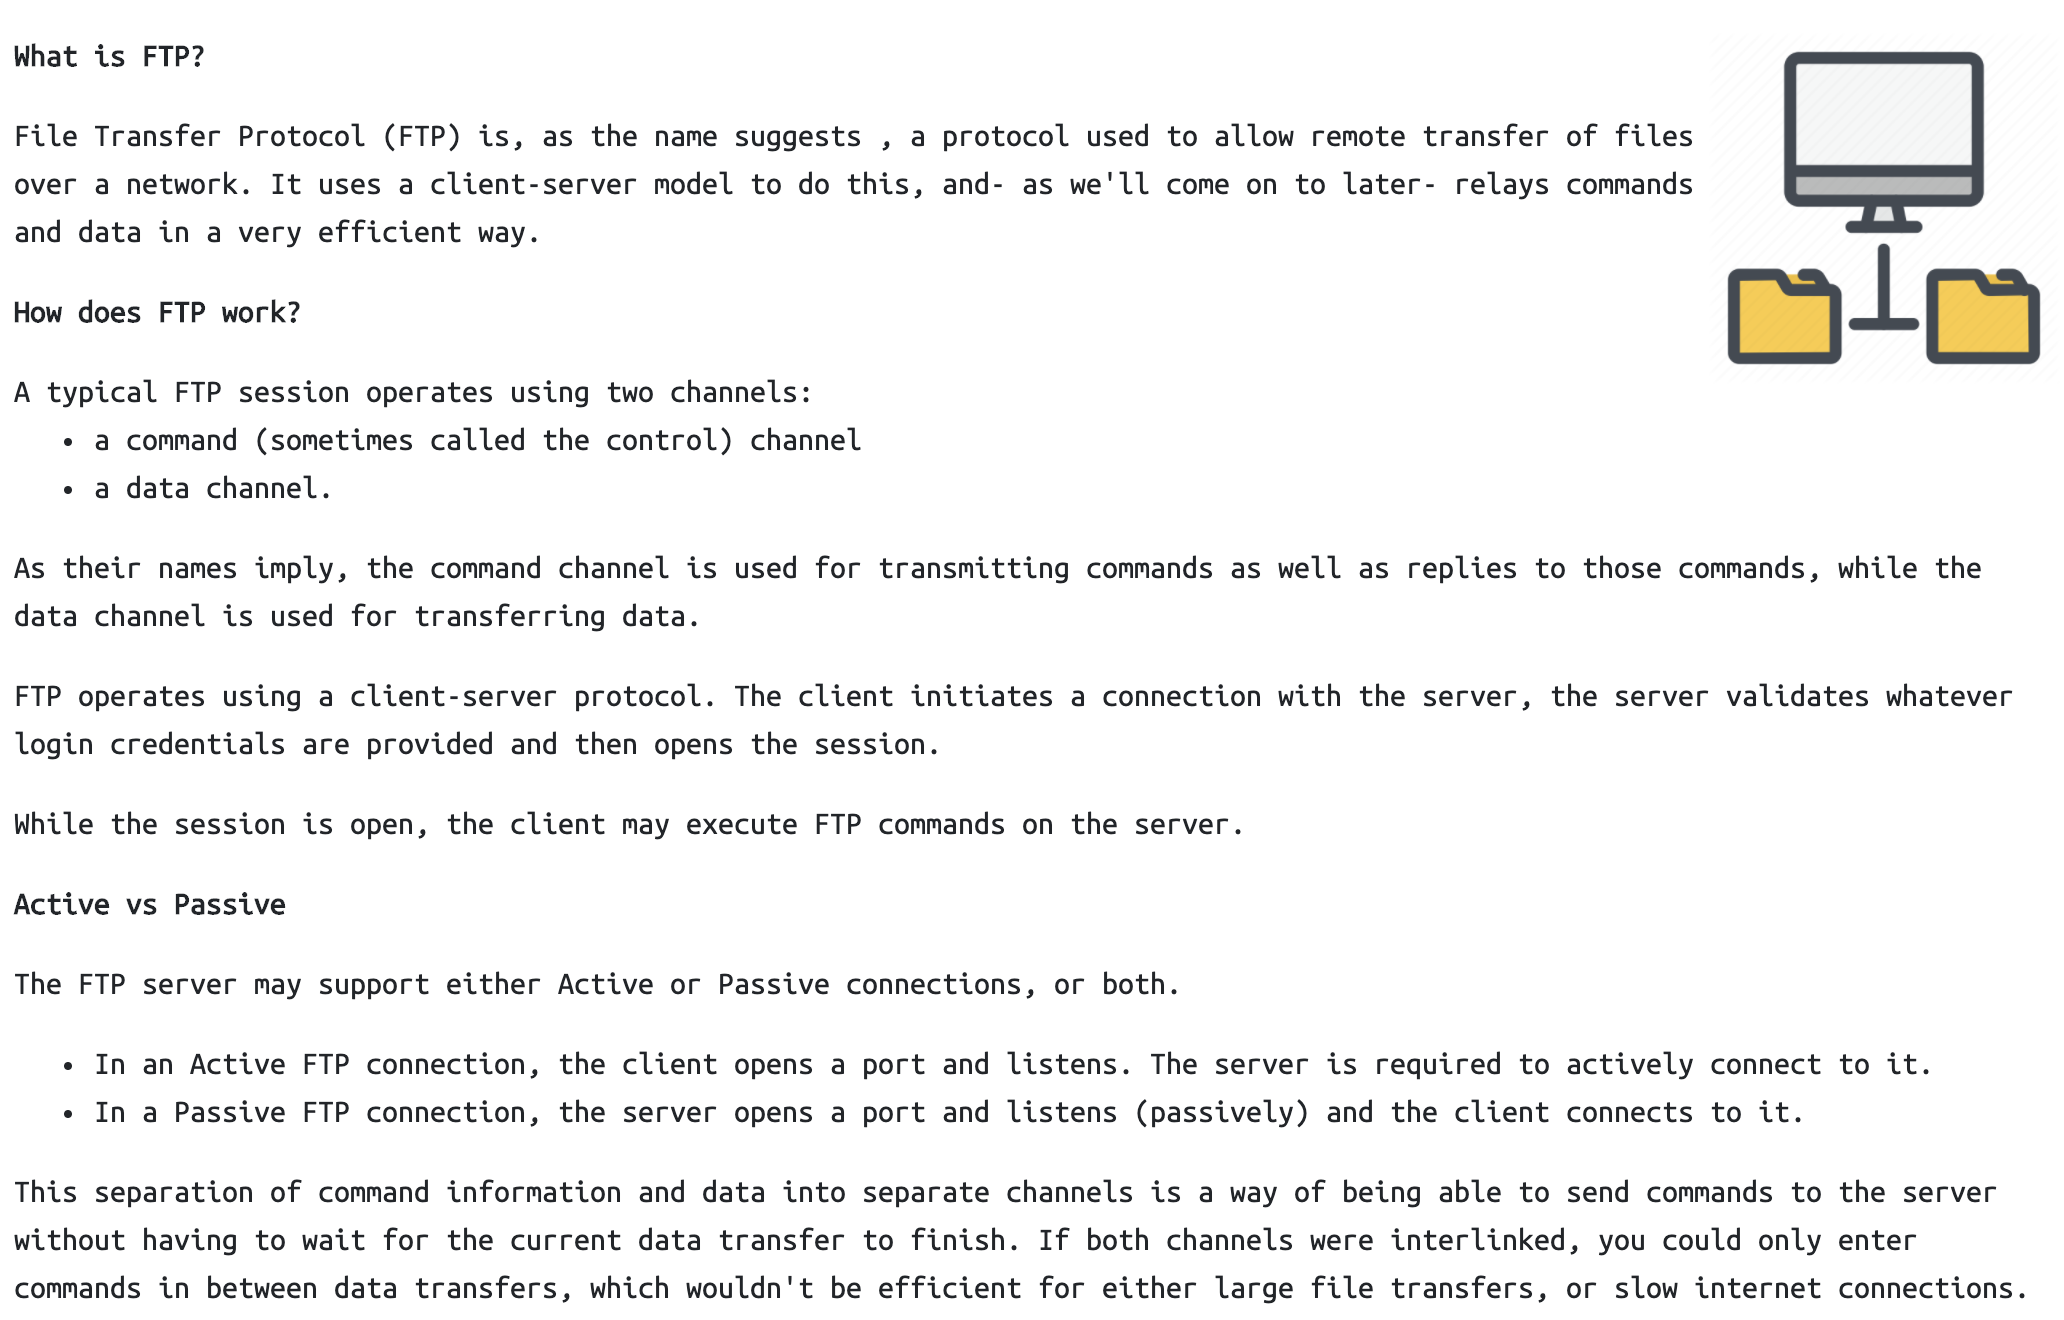 What is FTP?
File Transfer Protocol (FTP) is, as the name suggests , a protocol used to allow remote transfer of files
over a network. It uses a client-server model to do this, and- as we'll come on to later- relays commands
and data in a very efficient way.
How does FTP work?
A typical FTP session operates using two channels:
• a command (sometimes called the control) channel
• a data channel.
As their names imply, the command channel is used for transmitting commands as well as replies to those commands, while the
data channel is used for transferring data.
FTP operates using a client-server protocol. The client initiates a connection with the server, the server validates whatever
login credentials are provided and then opens the session.
While the session is open, the client may execute FTP commands on the server.
Active vs Passive
The FTP server may support either Active or Passive connections, or both.
• In an Active FTP connection, the client opens a port and listens. The server is required to actively connect to it.
• In a Passive FTP connection, the server opens a port and listens (passively) and the client connects to it.
This separation of command information and data into separate channels is a way of being able to send commands to the server
without having to wait for the current data transfer to finish. If both channels were interlinked, you could only enter
commands in between data transfers, which wouldn't be efficient for either large file transfers, or slow internet connections.